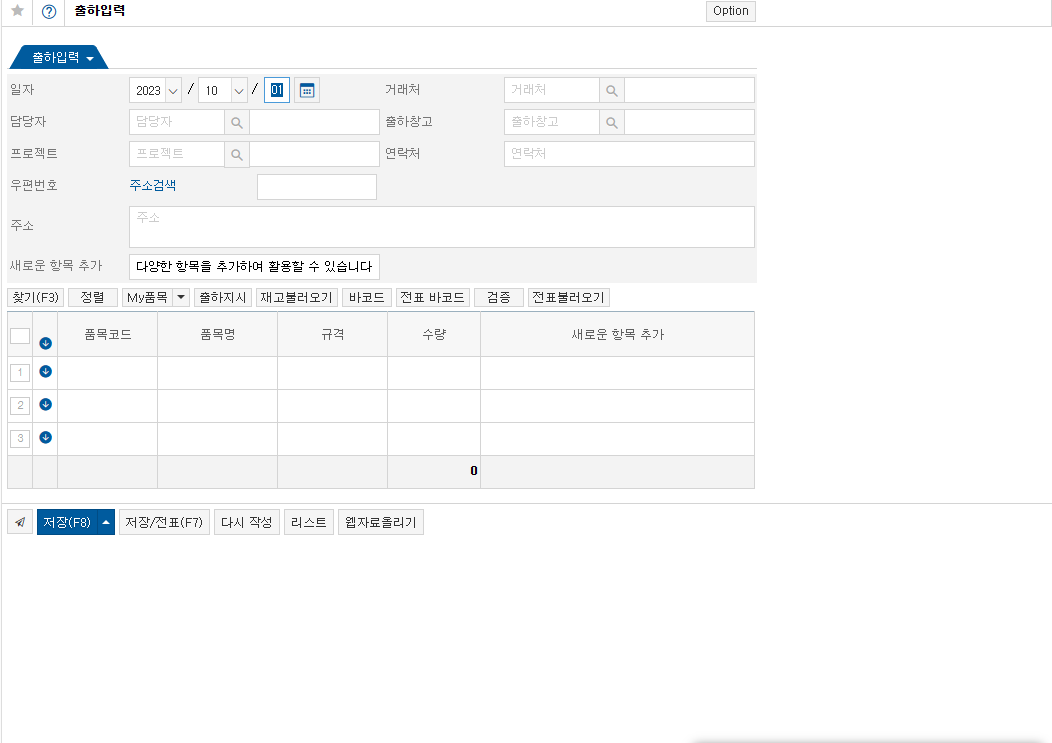 출하입력 Option
출하입력
일자 2023 / 10 / 01 거래처 거래처
담당자 담당자 출하창고 출하창고
프로젝트 프로젝트 연락처 연락처
우편번호 주소검색
주소 주소
새로운 항목 추가 다양한 항목을 추가하여 활용할 수 있습니다
찾기(F3) 정렬 My품목 출하지시 재고불러오기 바코드 전표 바코드 검증 전표불러오기
품목코드 품목명 규격 수량 새로운 항목 추가
1
2
3
0
저장(F8) 저장/전표(F7) 다시 작성 리스트 웹자료올리기